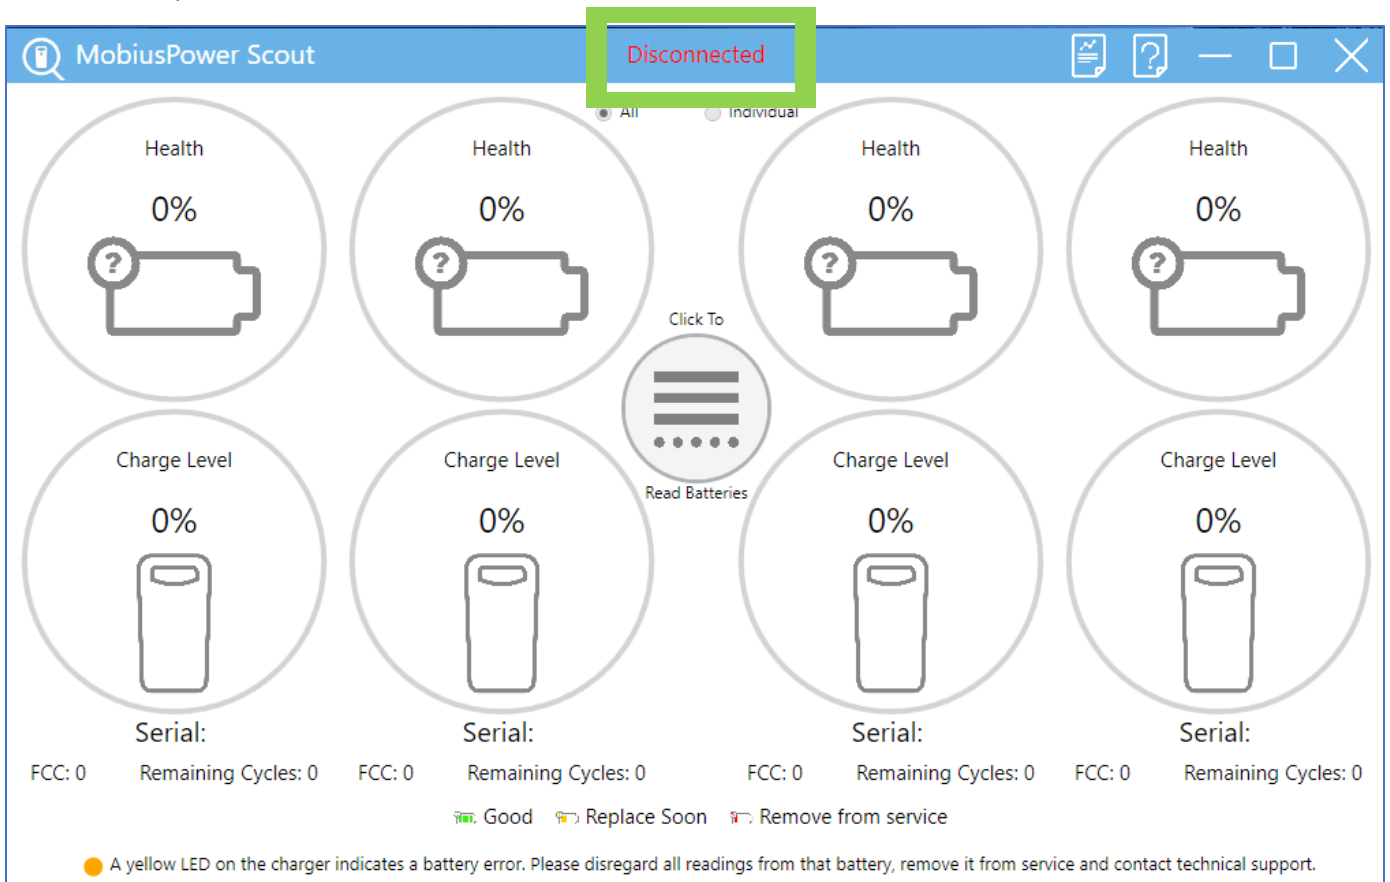 MobiusPower Scout
Disconnected
All Individual
Health Health Health Health
0% 0% 0% 0%
? ? ? ?
Click To
Read Batteries
Charge Level Charge Level Charge Level Charge Level
0% 0% 0% 0%
Serial: Serial: Serial: Serial:
FCC: 0 Remaining Cycles: 0 FCC: 0 Remaining Cycles: 0 FCC: 0 Remaining Cycles: 0 FCC: 0 Remaining Cycles: 0
Good Replace Soon Remove from service
A yellow LED on the charger indicates a battery error. Please disregard all readings from that battery, remove it from service and contact technical support.